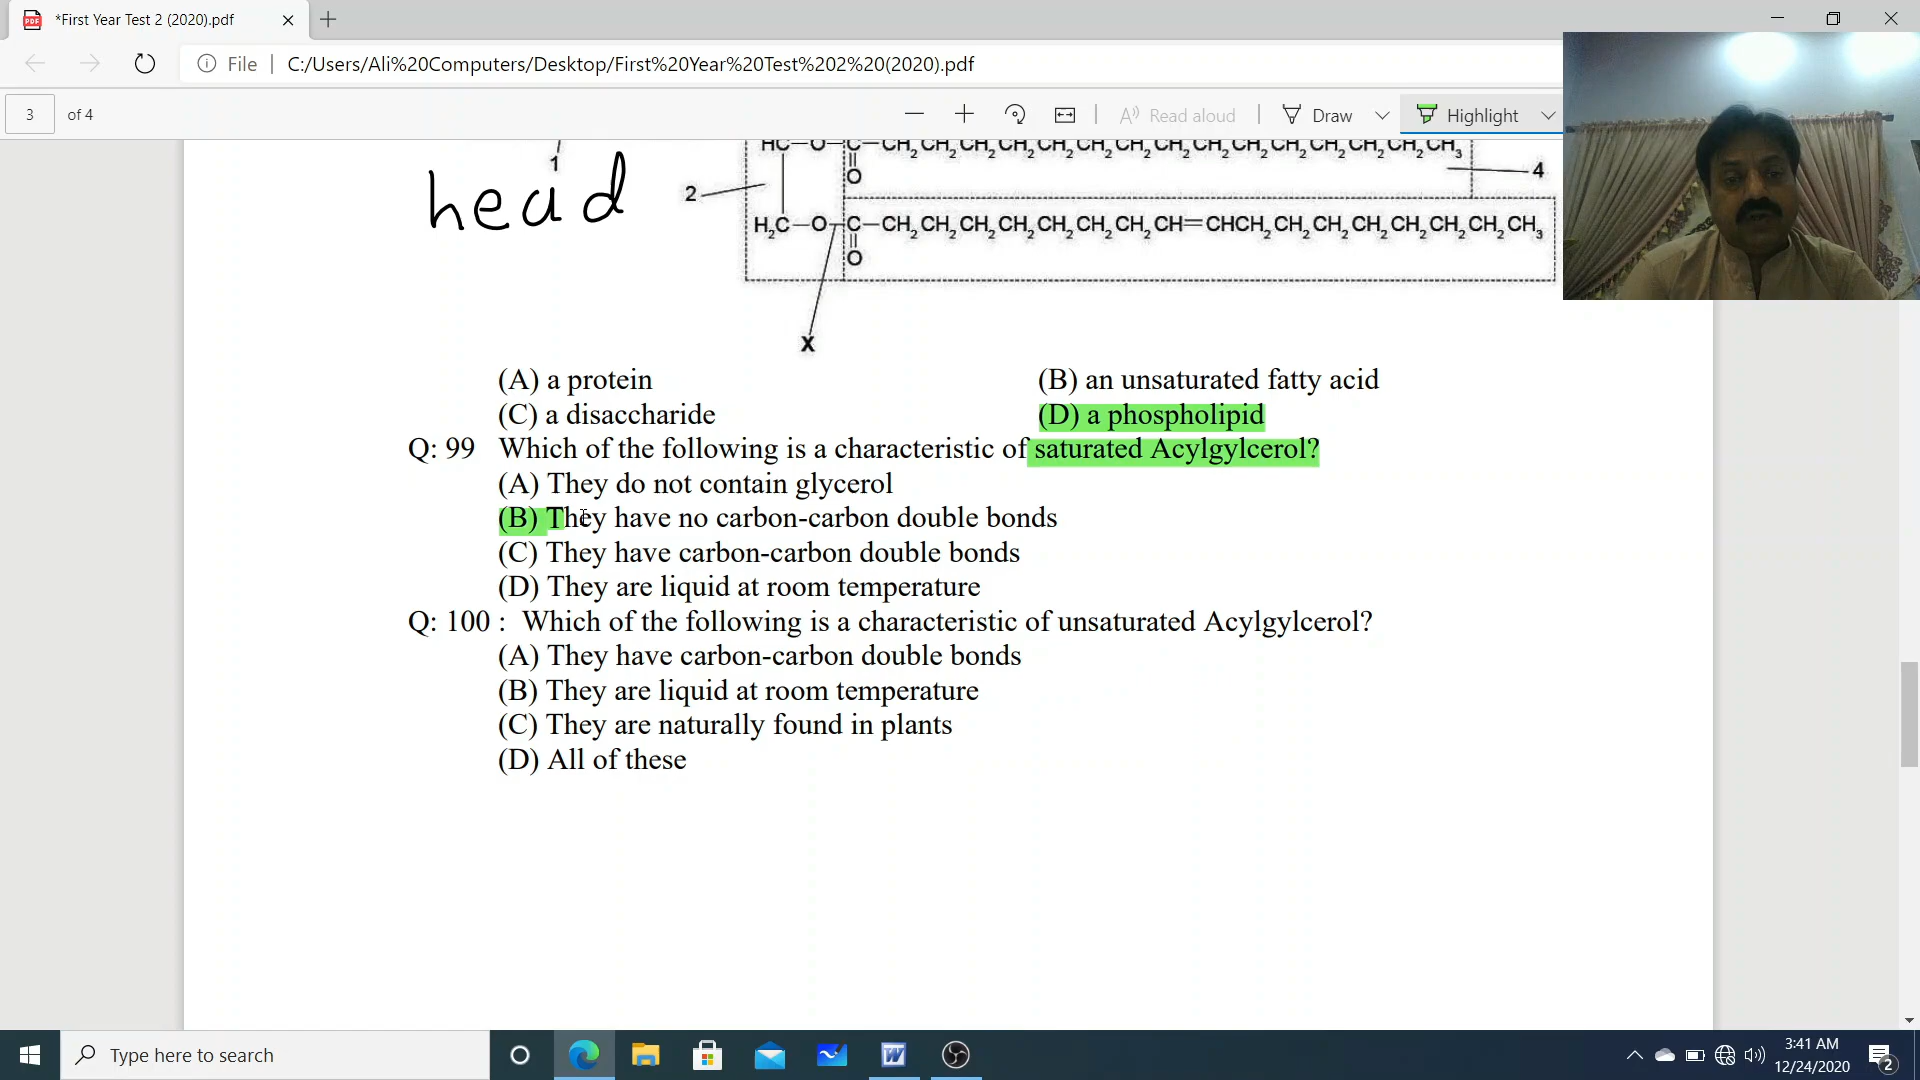 *First Year Test 2 (2020).pdf
File | C:/Users/Ali%20Computers/Desktop/First%20Year%20Test%202%20(2020).pdf
3 of 4 Read aloud Draw Highlight
HC—O—C—CH2CH2CH2CH2CH2CH2CH2CH2CH2CH2CH2CH2CH2CH2CH3
1
O
4
head
2
H2C—O—C—CH2CH2CH2CH2CH2CH2CH2CH=CHCH2CH2CH2CH2CH2CH2CH2CH3
O
X
(A) a protein (B) an unsaturated fatty acid
(C) a disaccharide (D) a phospholipid
Q: 99 Which of the following is a characteristic of saturated Acylgylcerol?
(A) They do not contain glycerol
(B) They have no carbon-carbon double bonds
(C) They have carbon-carbon double bonds
(D) They are liquid at room temperature
Q: 100 : Which of the following is a characteristic of unsaturated Acylgylcerol?
(A) They have carbon-carbon double bonds
(B) They are liquid at room temperature
(C) They are naturally found in plants
(D) All of these
Type here to search
3:41 AM
12/24/2020
2